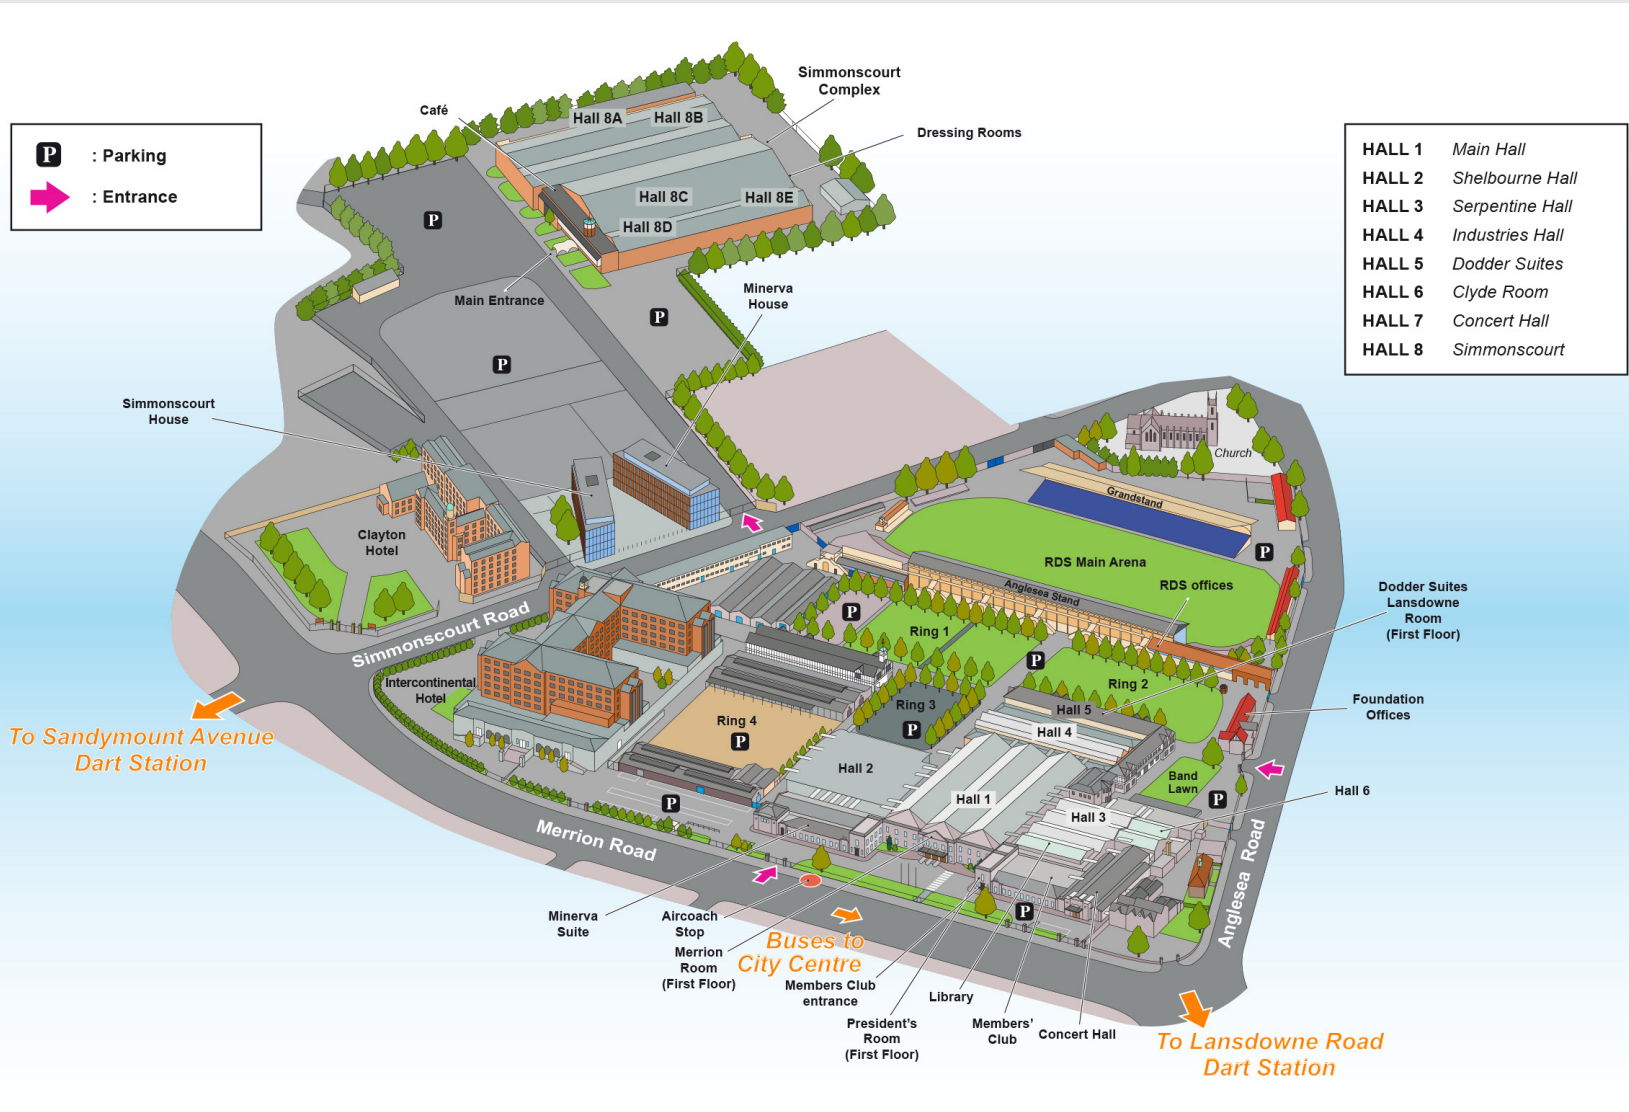 P : Parking
: Entrance
HALL 1 Main Hall
HALL 2 Shelbourne Hall
HALL 3 Serpentine Hall
HALL 4 Industries Hall
HALL 5 Dodder Suites
HALL 6 Clyde Room
HALL 7 Concert Hall
HALL 8 Simmonscourt
Simmonscourt
Complex
Café
Hall 8A
Hall 8B
Dressing Rooms
Hall 8C
Hall 8E
Hall 8D
P
Main Entrance
Minerva
House
P
P
Simmonscourt
House
Church
Grandstand
Clayton
Hotel
P
RDS Main Arena
RDS offices
Anglesea Stand
Dodder Suites
Lansdowne
Room
(First Floor)
P
Ring 1
Simmonscourt Road
P
Ring 2
Intercontinental
Hotel
Ring 3
P
Hall 5
Foundation
Offices
Ring 4
P
Hall 4
To Sandymount Avenue
Dart Station
Hall 2
Band
Lawn
P
Hall 6
Hall 1
Hall 3
P
Merrion Road
Anglesea Road
Minerva
Suite
Aircoach
Stop
P
Merrion
Room
(First Floor)
Buses to
City Centre
Members Club
entrance
Library
President’s
Room
(First Floor)
Members’
Club
Concert Hall
To Lansdowne Road
Dart Station